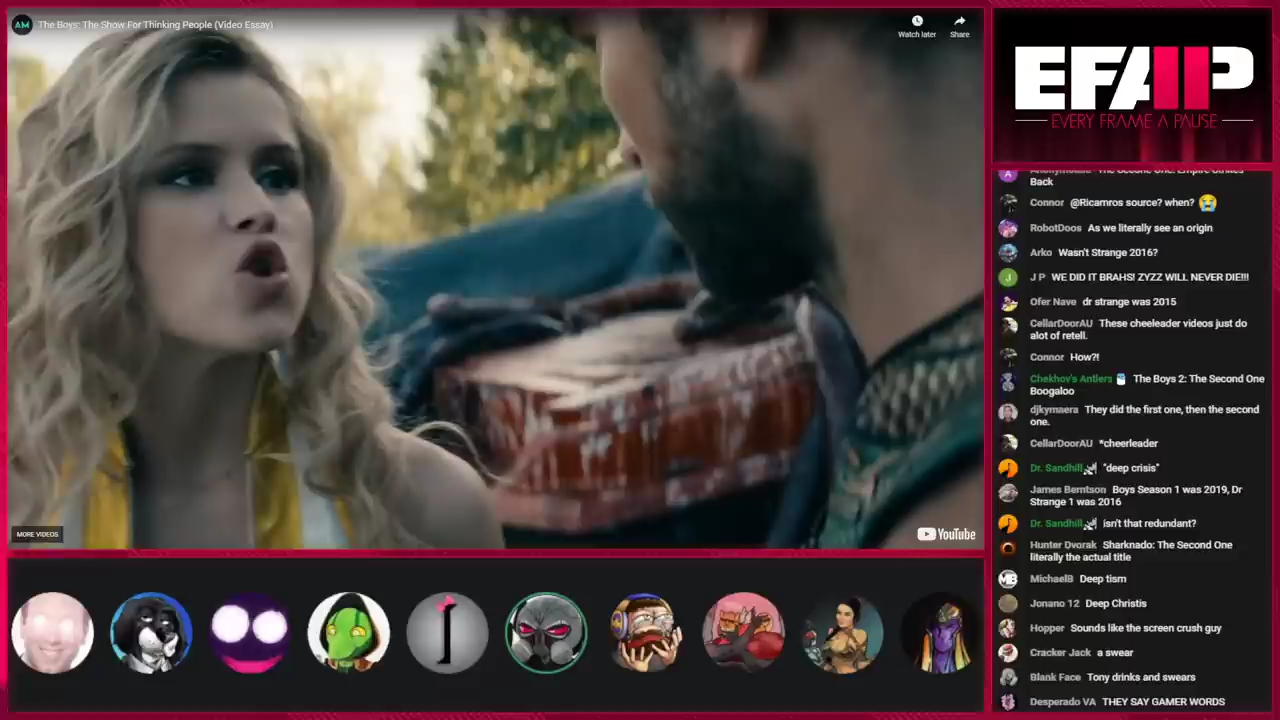 AM
The Boys: The Show For Thinking People (Video Essay)
Watch later
Share
MORE VIDEOS
YouTube
EFAP
EVERY FRAME A PAUSE
The Second One: Empire Strikes
Back
Connor @Ricamros source? when? 😭
RobotDoos As we literally see an origin
Arko Wasn't Strange 2016?
J P WE DID IT BRAHS! ZYZZ WILL NEVER DIE!!!
Ofer Nave dr strange was 2015
CellarDoorAU These cheeleader videos just do
alot of retell.
Connor How?!
Chekhov's Antlers The Boys 2: The Second One
Boogaloo
djkymaera They did the first one, then the second
one.
CellarDoorAU *cheerleader
Dr. Sandhill "deep crisis"
James Berntson Boys Season 1 was 2019, Dr
Strange 1 was 2016
Dr. Sandhill isn't that redundant?
Hunter Dvorak Sharknado: The Second One
literally the actual title
MB MichaelB Deep tism
Jonano 12 Deep Christis
Hopper Sounds like the screen crush guy
Cracker Jack a swear
Blank Face Tony drinks and swears
Desperado VA THEY SAY GAMER WORDS